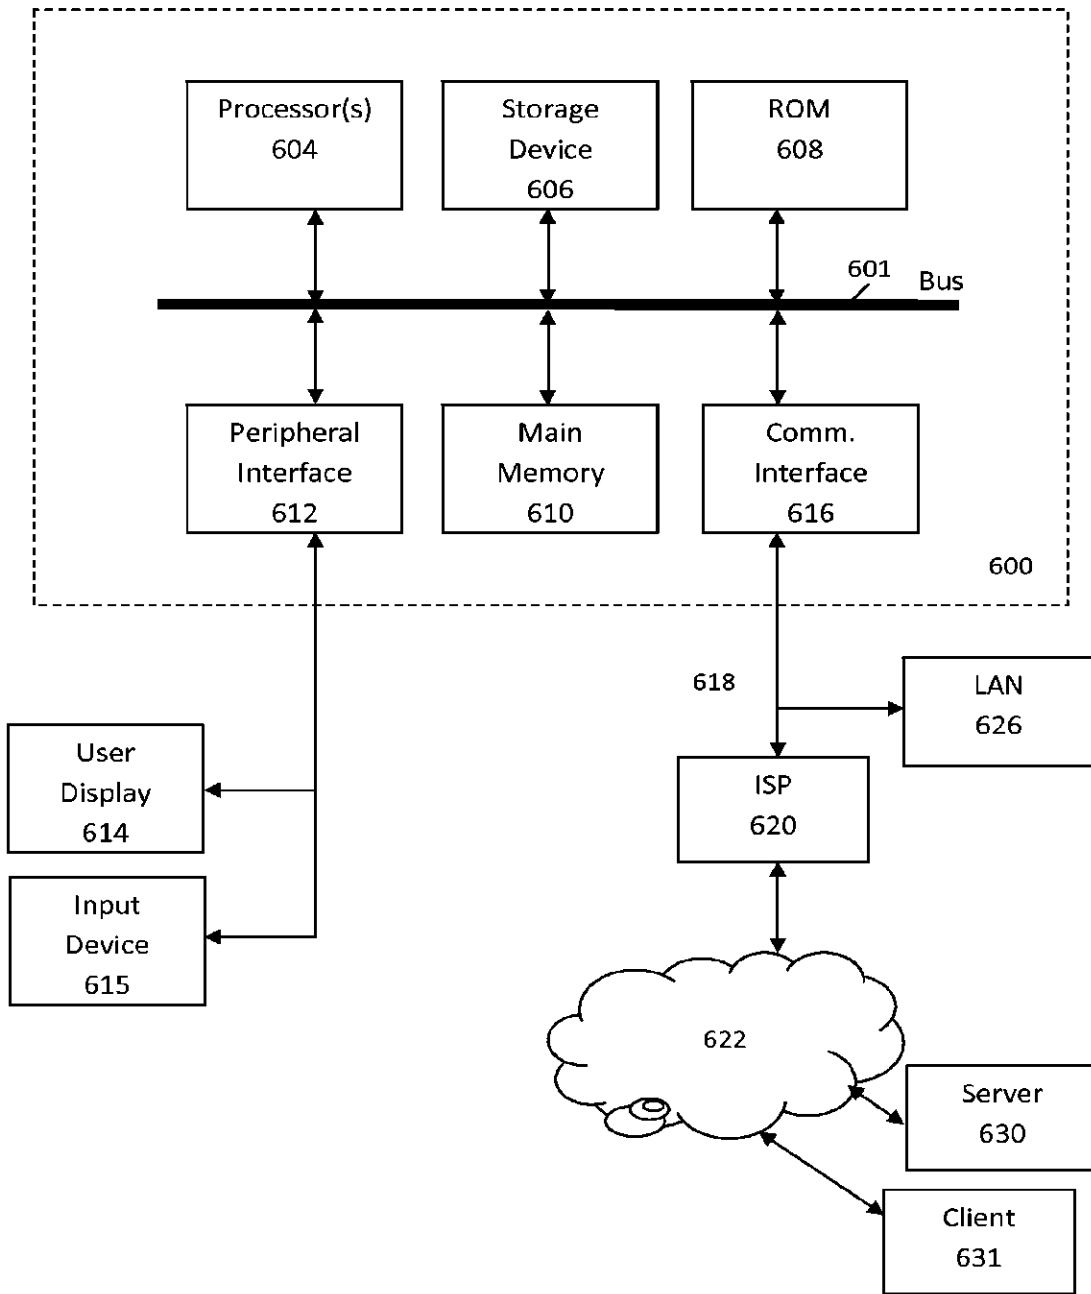 Processor(s)
604
Storage
Device
606
ROM
608
601
Bus
Peripheral
Interface
612
Main
Memory
610
Comm.
Interface
616
600
618
LAN
626
User
Display
614
ISP
620
Input
Device
615
622
Server
630
Client
631